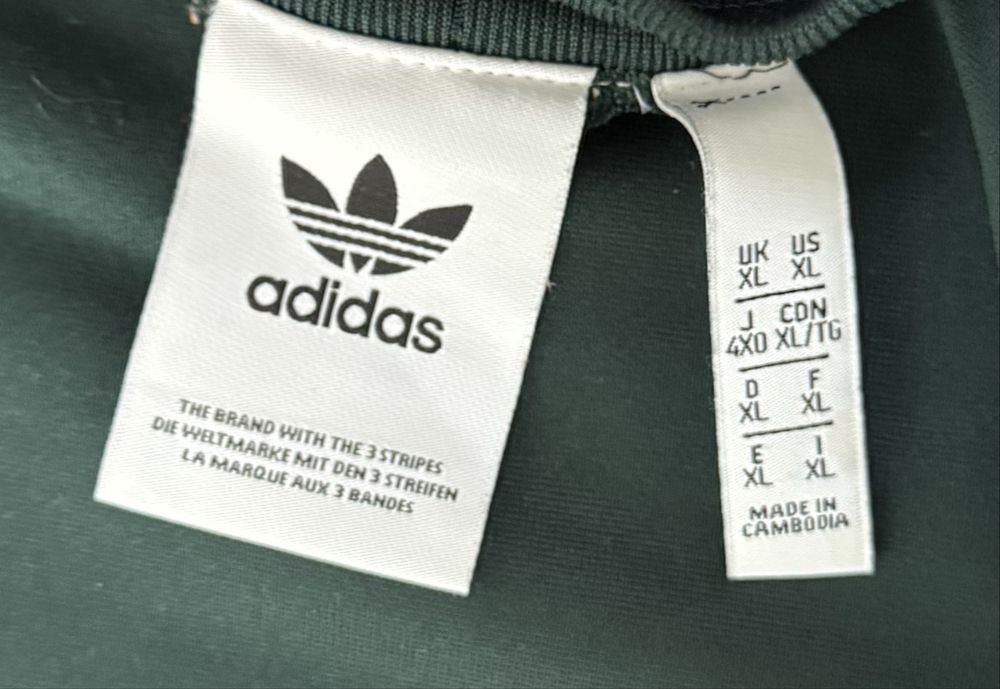 adidas
THE BRAND WITH THE 3 STRIPES
DIE WELTMARKE MIT DEN 3 STREIFEN
LA MARQUE AUX 3 BANDES
UK US
XL XL
J CDN
4XO XL/TG
D F
XL XL
E I
XL XL
MADE IN
CAMBODIA